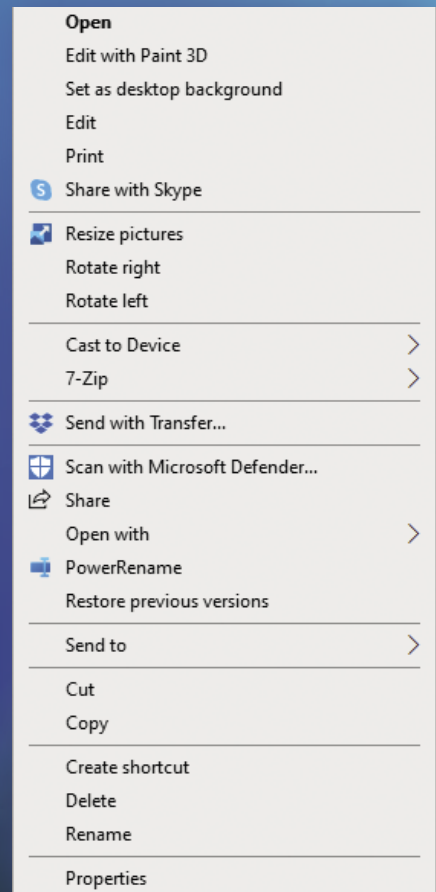 Open
Edit with Paint 3D
Set as desktop background
Edit
Print
Share with Skype
Resize pictures
Rotate right
Rotate left
Cast to Device
7-Zip
Send with Transfer...
Scan with Microsoft Defender...
Share
Open with
PowerRename
Restore previous versions
Send to
Cut
Copy
Create shortcut
Delete
Rename
Properties